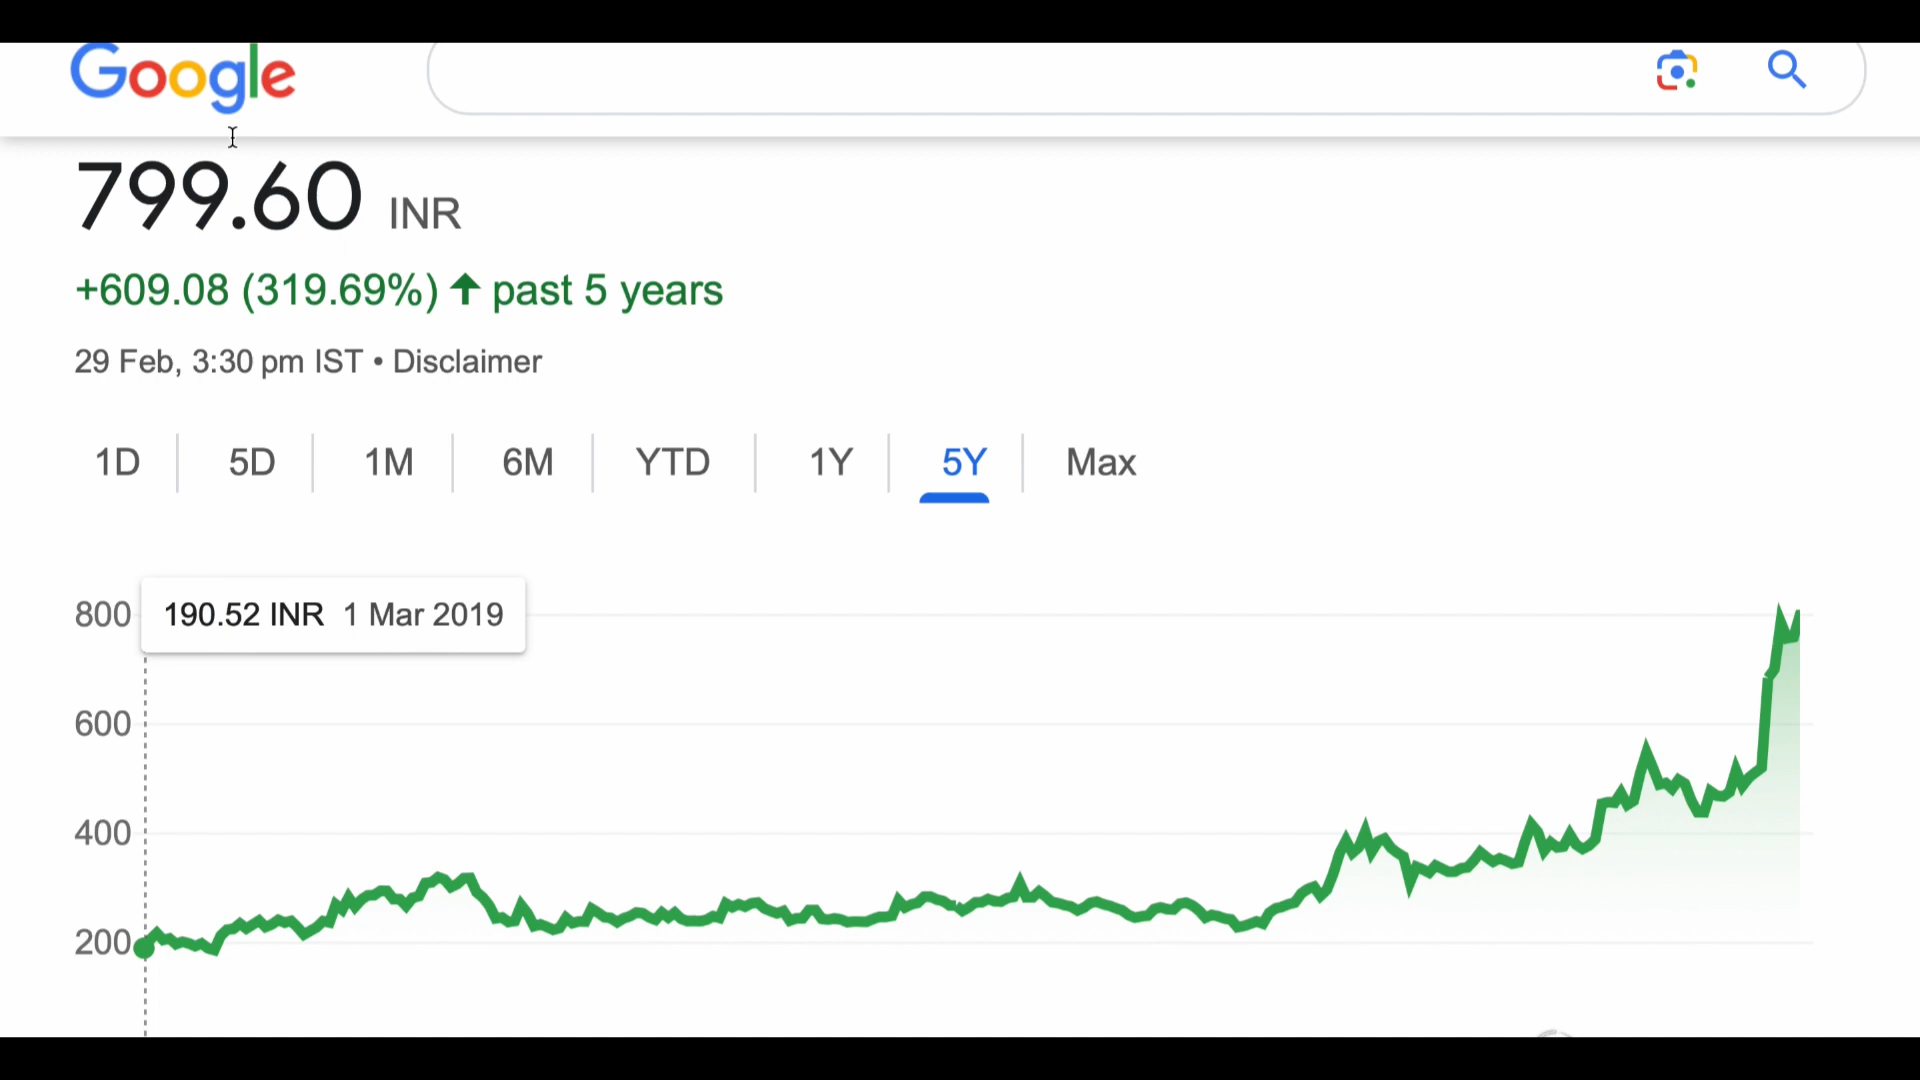 Google
799.60 INR
+609.08 (319.69%) ↑ past 5 years
29 Feb, 3:30 pm IST • Disclaimer
1D 5D 1M 6M YTD 1Y 5Y Max
190.52 INR 1 Mar 2019
800
600
400
200